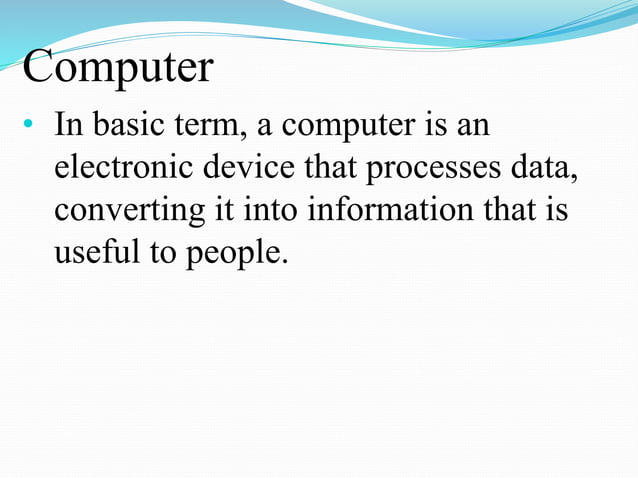 Computer
• In basic term, a computer is an
electronic device that processes data,
converting it into information that is
useful to people.